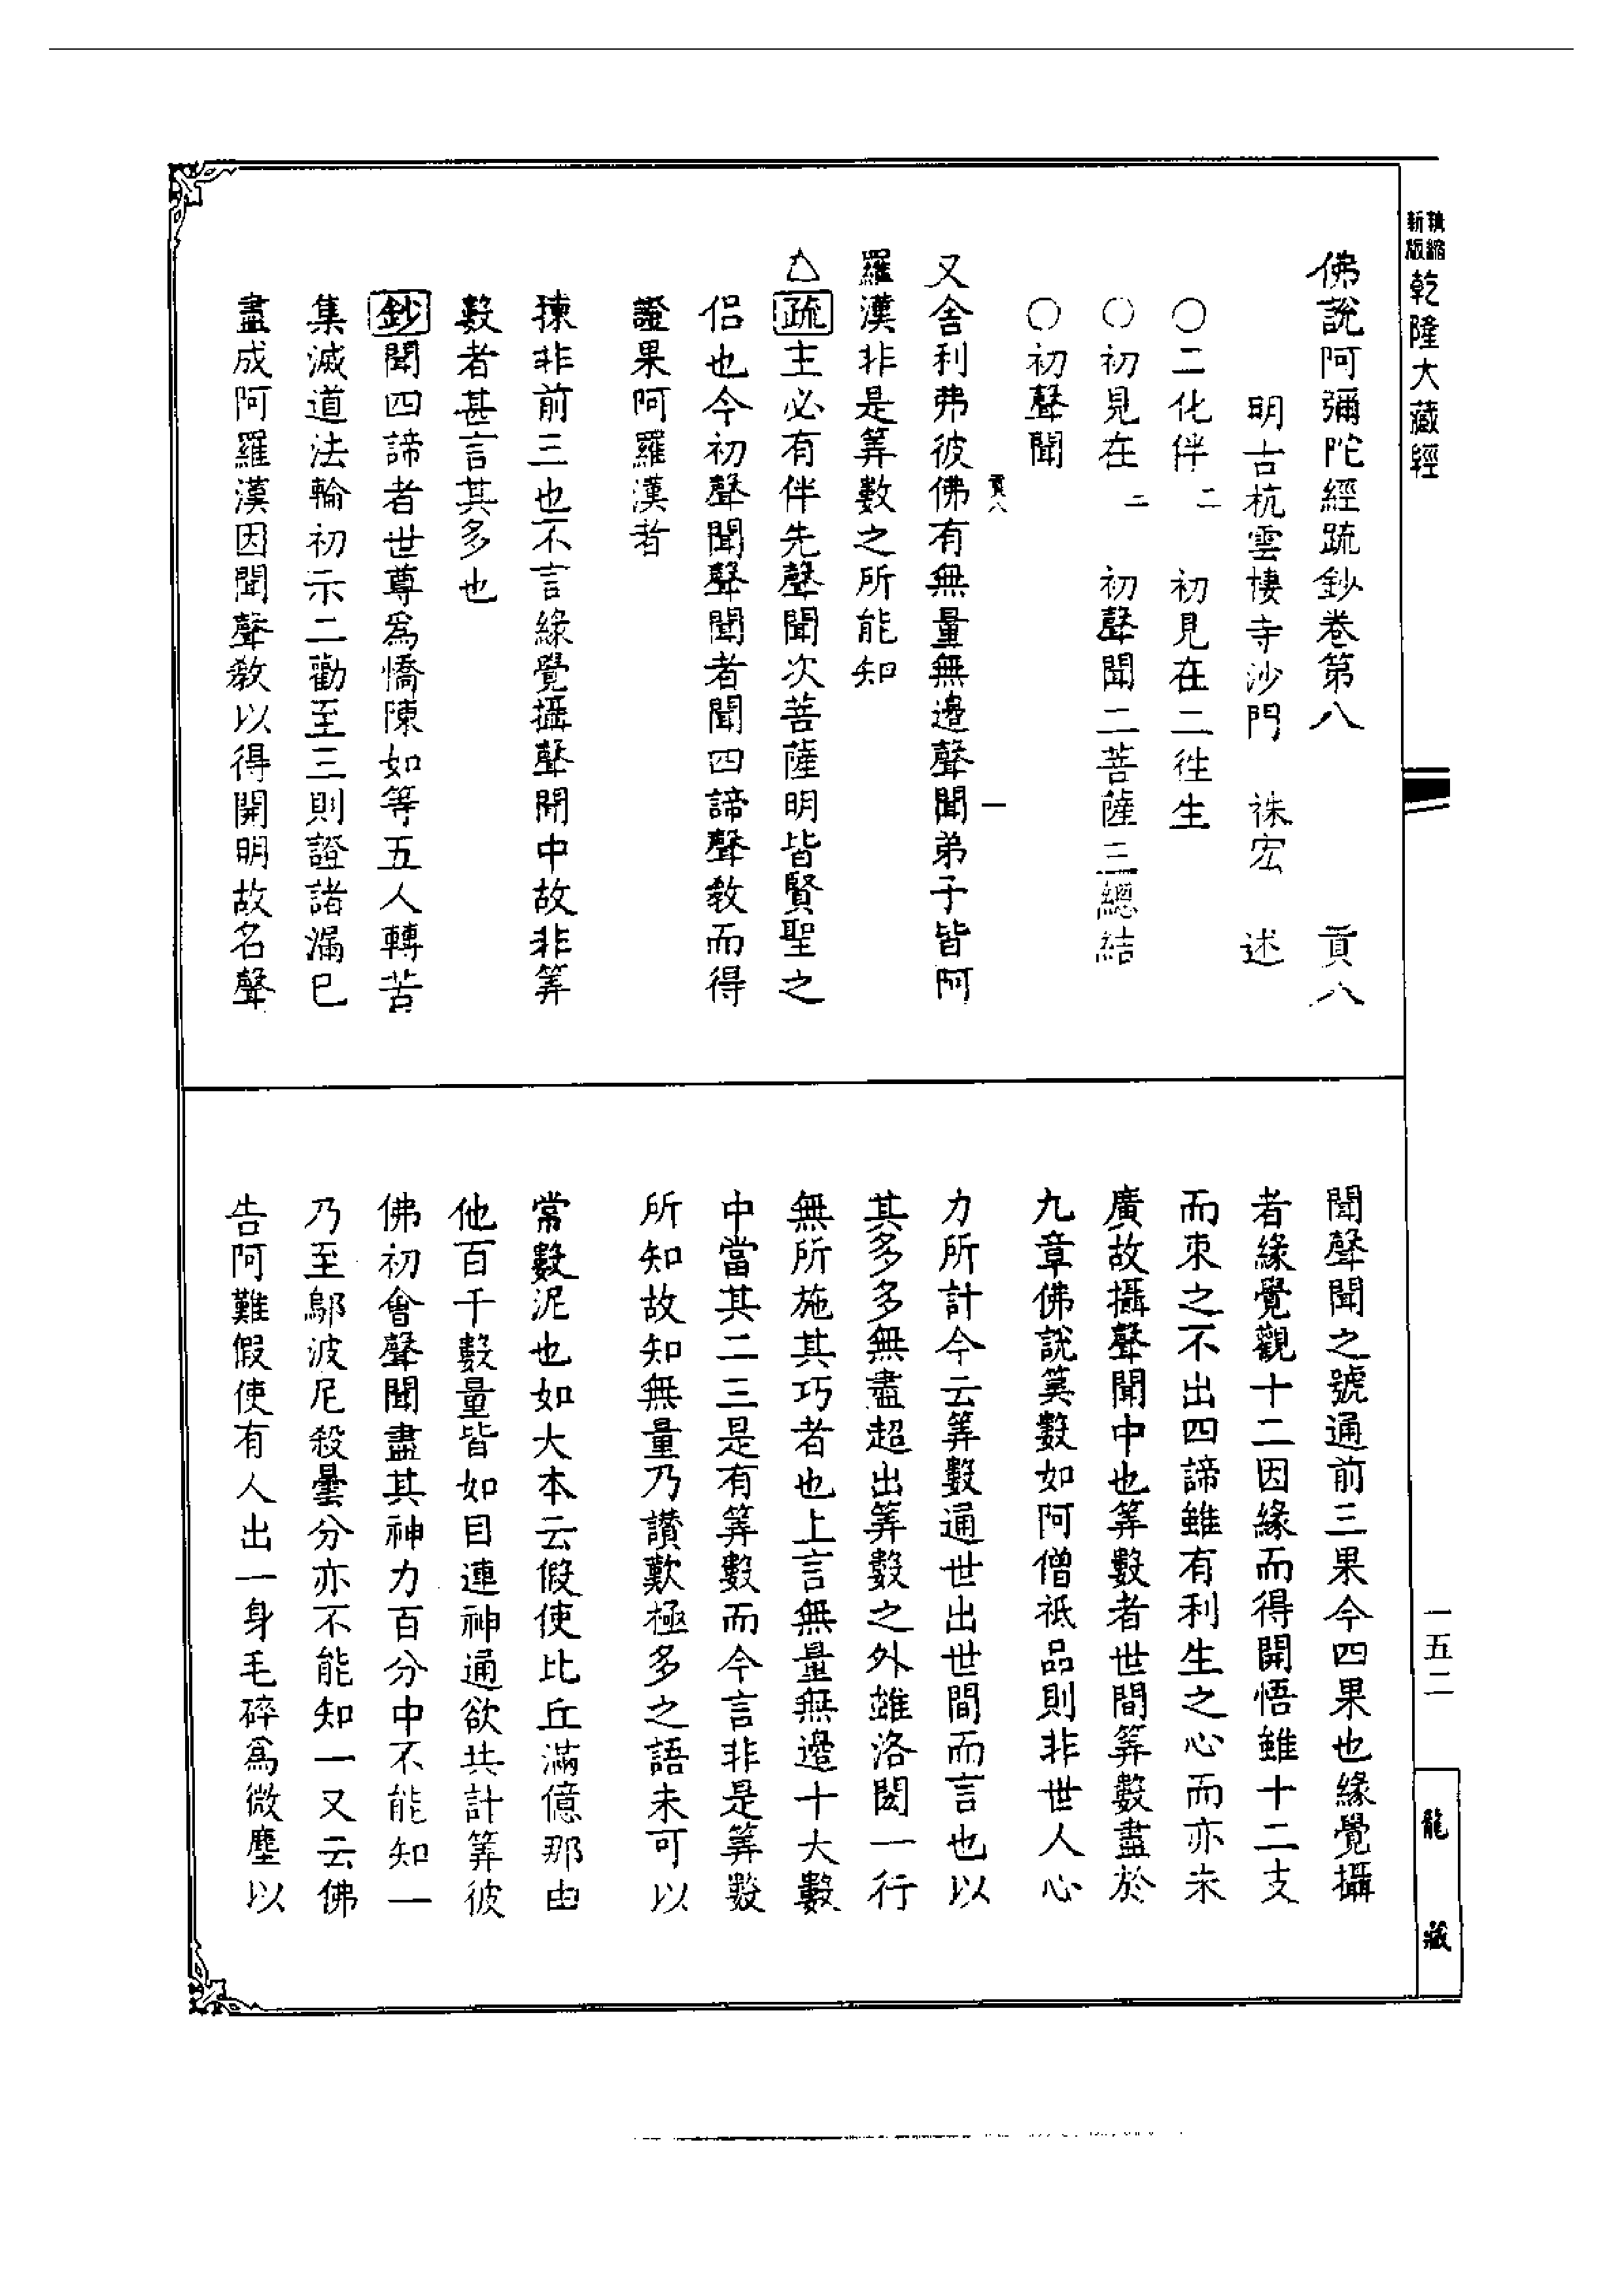 新版
精縮
乾隆大藏經
佛說阿彌陀經疏鈔卷第八 貢八
明古杭雲棲寺沙門 袾宏 述
○二化伴二 初見在二往生
○初見在二 初聲聞二菩薩三總結
○初聲聞
貢八 一
又舍利弗彼佛有無量無邊聲聞弟子皆阿
羅漢非是筭數之所能知
△疏主必有伴先聲聞次菩薩明皆賢聖之
侶也今初聲聞聲聞者聞四諦聲教而得
證果阿羅漢者
揀非前三也不言緣覺攝聲聞中故非筭
數者甚言其多也
鈔聞四諦者世尊為憍陳如等五人轉苦
集滅道法輪初示二勸至三則證諸漏已
盡成阿羅漢因聞聲教以得開明故名聲
聞聲聞之號通前三果今四果也緣覺攝
者緣覺觀十二因緣而得開悟雖十二支
而束之不出四諦雖有利生之心而亦未
廣故攝聲聞中也筭數者世間筭數盡於
九章佛說筭數如阿僧祇品則非世人心
力所計今云筭數通世出世間而言也以
其多多無盡超出筭數之外雖洛閎一行
無所施其巧者也上言無量無邊十大數
中當其二三是有筭數而今言非是筭數
所知故知無量乃讚歎極多之語未可以
常數泥也如大本云假使比丘滿億那由
他百千數量皆如目連神通欲共計筭彼
佛初會聲聞盡其神力百分中不能知一
乃至鄔波尼殺曇分亦不能知一又云佛
告阿難假使有人出一身毛碎為微塵以
一五二
龍藏